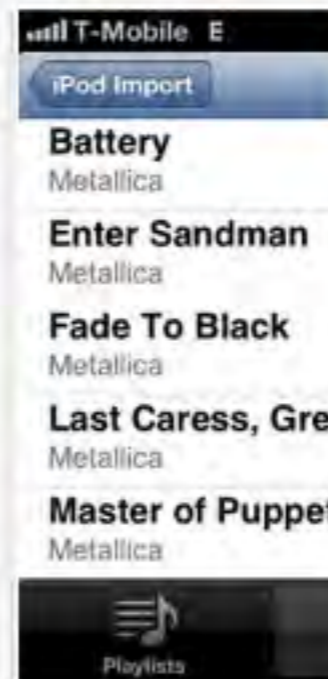 T-Mobile E
iPod Import
Battery
Metallica
Enter Sandman
Metallica
Fade To Black
Metallica
Last Caress, Gre
Metallica
Master of Puppet
Metallica
Playlists